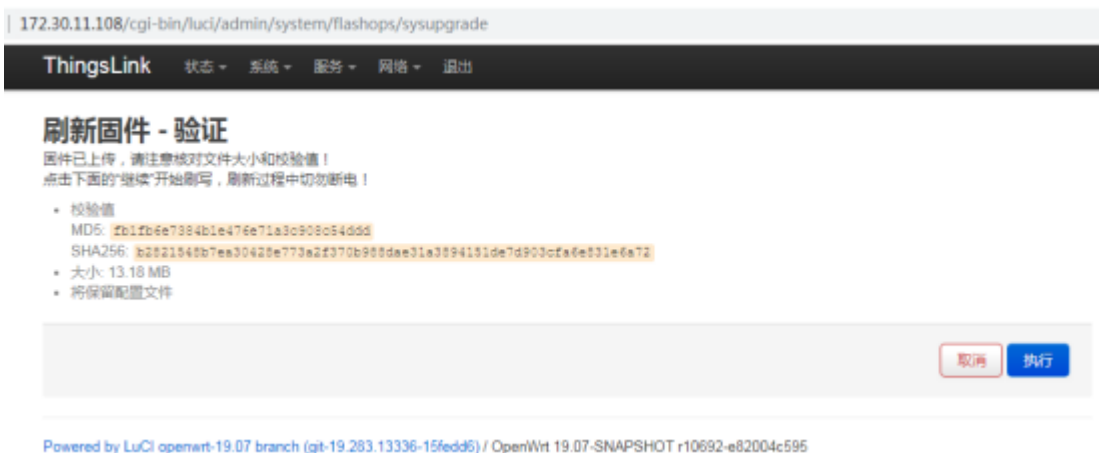 172.30.11.108/cgi-bin/luci/admin/system/flashops/sysupgrade
ThingsLink 状态 系统 服务 网络 退出
刷新固件 - 验证
固件已上传，请注意核对文件大小和校验值！
点击下面的“继续”开始刷写，刷新过程中切勿断电！
校验值
MD5: fb1fb6e7384b1e476e71a3c908c54ddd
SHA256: b2821548b7ea30428e773a2f370b988dae31a3894151de7d903cfa6e831e6a72
大小: 13.18 MB
将保留配置文件
取消 执行
Powered by LuCI openwrt-19.07 branch (git-19.283.13336-15fedd6) / OpenWrt 19.07-SNAPSHOT r10692-e82004c595